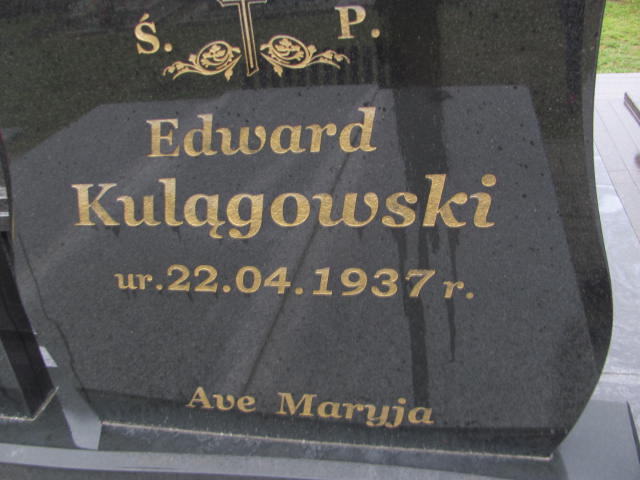 Ś. P.
Edward
Kulągowski
ur.22.04.1937 r.
Ave Maryja